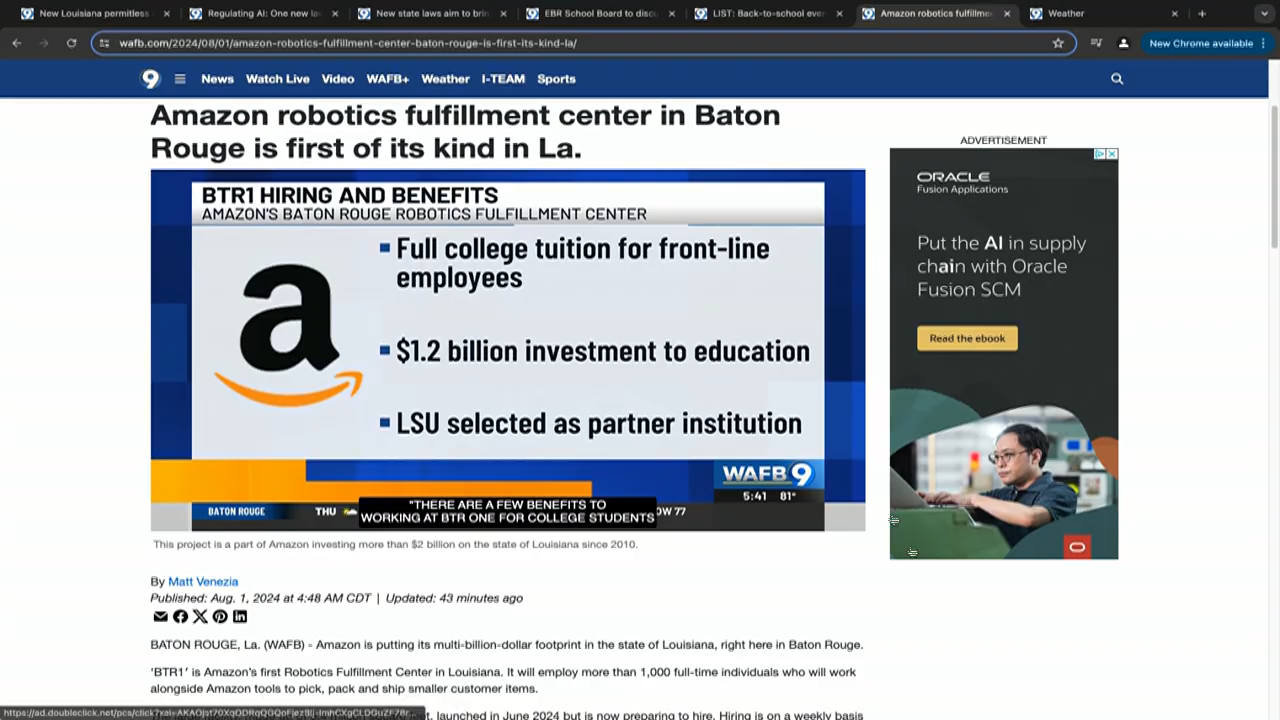 New Louisiana permitless
Regulating AI: One new la
New state laws aim to brin
EBR School Board to discu
LIST: Back-to-school even
Amazon robotics fulfillme
Weather
wafb.com/2024/08/01/amazon-robotics-fulfillment-center-baton-rouge-is-first-its-kind-la/
New Chrome available
9
News Watch Live Video WAFB+ Weather I-TEAM Sports
Amazon robotics fulfillment center in Baton
Rouge is first of its kind in La.
BTR1 HIRING AND BENEFITS
AMAZON'S BATON ROUGE ROBOTICS FULFILLMENT CENTER
a
▪ Full college tuition for front-line
employees
▪ $1.2 billion investment to education
▪ LSU selected as partner institution
WAFB 9
5:41 81°
BATON ROUGE THU OW 77
"THERE ARE A FEW BENEFITS TO
WORKING AT BTR ONE FOR COLLEGE STUDENTS
This project is a part of Amazon investing more than $2 billion on the state of Louisiana since 2010.
By Matt Venezia
Published: Aug. 1, 2024 at 4:48 AM CDT | Updated: 43 minutes ago
BATON ROUGE, La. (WAFB) - Amazon is putting its multi-billion-dollar footprint in the state of Louisiana, right here in Baton Rouge.
'BTR1' is Amazon's first Robotics Fulfillment Center in Louisiana. It will employ more than 1,000 full-time individuals who will work
alongside Amazon tools to pick, pack and ship smaller customer items.
launched in June 2024 but is now preparing to hire. Hiring is on a weekly basis
ADVERTISEMENT
ORACLE
Fusion Applications
Put the AI in supply
chain with Oracle
Fusion SCM
Read the ebook